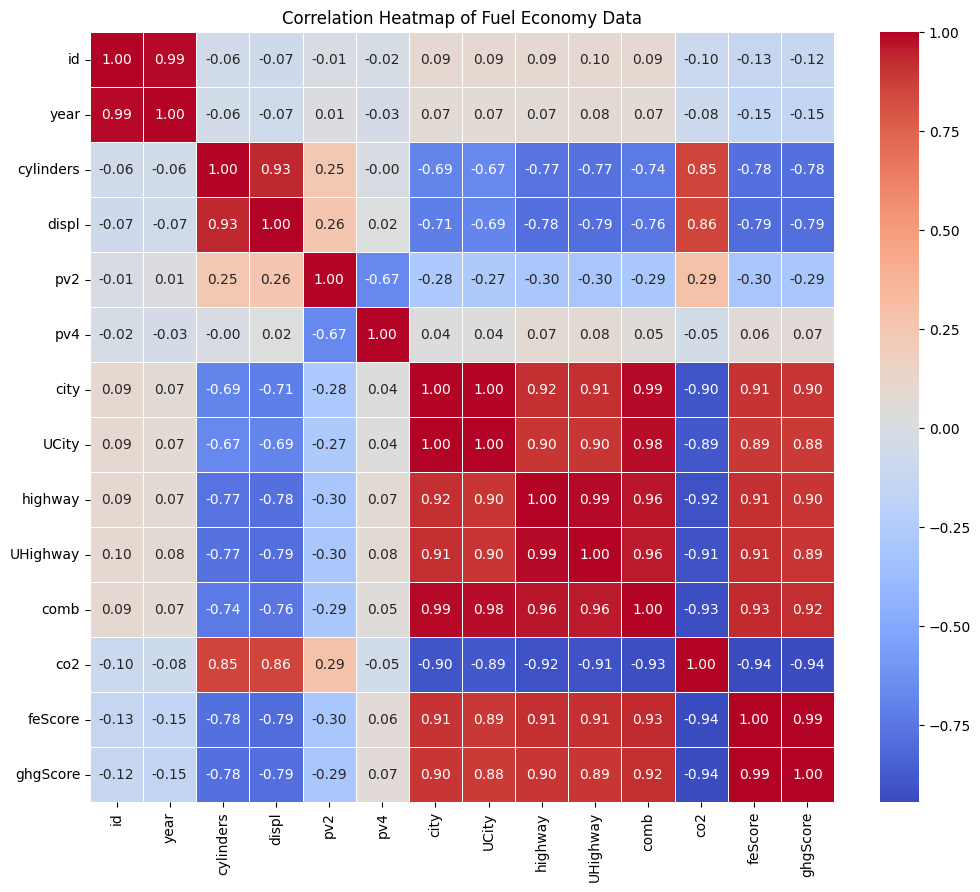 Correlation Heatmap of Fuel Economy Data
id 1.00 0.99 -0.06 -0.07 -0.01 -0.02 0.09 0.09 0.09 0.10 0.09 -0.10 -0.13 -0.12
year 0.99 1.00 -0.06 -0.07 0.01 -0.03 0.07 0.07 0.07 0.08 0.07 -0.08 -0.15 -0.15
cylinders -0.06 -0.06 1.00 0.93 0.25 -0.00 -0.69 -0.67 -0.77 -0.77 -0.74 0.85 -0.78 -0.78
displ -0.07 -0.07 0.93 1.00 0.26 0.02 -0.71 -0.69 -0.78 -0.79 -0.76 0.86 -0.79 -0.79
pv2 -0.01 0.01 0.25 0.26 1.00 -0.67 -0.28 -0.27 -0.30 -0.30 -0.29 0.29 -0.30 -0.29
pv4 -0.02 -0.03 -0.00 0.02 -0.67 1.00 0.04 0.04 0.07 0.08 0.05 -0.05 0.06 0.07
city 0.09 0.07 -0.69 -0.71 -0.28 0.04 1.00 1.00 0.92 0.91 0.99 -0.90 0.91 0.90
UCity 0.09 0.07 -0.67 -0.69 -0.27 0.04 1.00 1.00 0.90 0.90 0.98 -0.89 0.89 0.88
highway 0.09 0.07 -0.77 -0.78 -0.30 0.07 0.92 0.90 1.00 0.99 0.96 -0.92 0.91 0.90
UHighway 0.10 0.08 -0.77 -0.79 -0.30 0.08 0.91 0.90 0.99 1.00 0.96 -0.91 0.91 0.89
comb 0.09 0.07 -0.74 -0.76 -0.29 0.05 0.99 0.98 0.96 0.96 1.00 -0.93 0.93 0.92
co2 -0.10 -0.08 0.85 0.86 0.29 -0.05 -0.90 -0.89 -0.92 -0.91 -0.93 1.00 -0.94 -0.94
feScore -0.13 -0.15 -0.78 -0.79 -0.30 0.06 0.91 0.89 0.91 0.91 0.93 -0.94 1.00 0.99
ghgScore -0.12 -0.15 -0.78 -0.79 -0.29 0.07 0.90 0.88 0.90 0.89 0.92 -0.94 0.99 1.00
id year cylinders displ pv2 pv4 city UCity highway UHighway comb co2 feScore ghgScore
1.00
0.75
0.50
0.25
0.00
−0.25
−0.50
−0.75